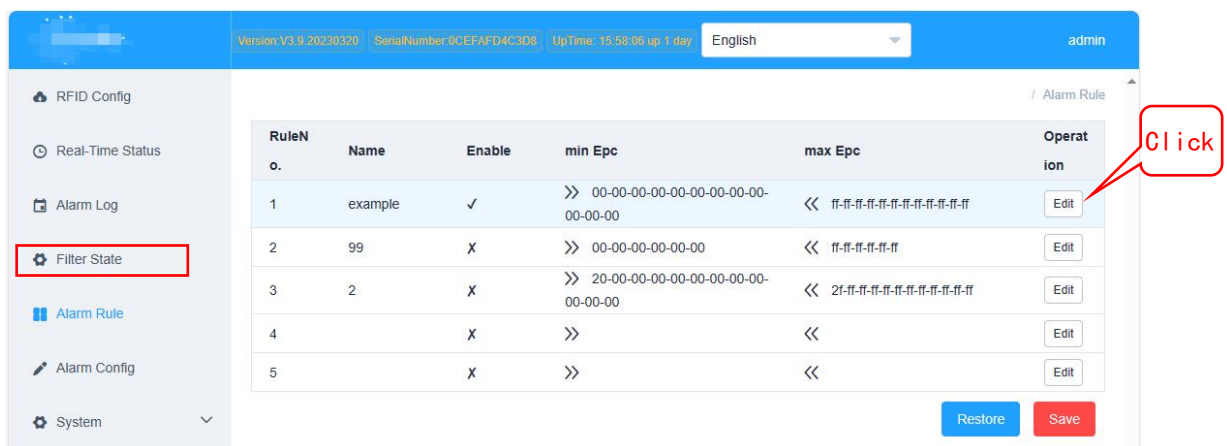 Version:V3.9.20230320 SerialNumber:0CEFAFD4C3D8 UpTime: 15:58:06 up 1 day English admin
RFID Config
/ Alarm Rule
Real-Time Status
Alarm Log
Filter State
Alarm Rule
Alarm Config
System
RuleN
o. Name Enable min Epc max Epc Operat
ion
1 example ✓ >> 00-00-00-00-00-00-00-00-00-
00-00-00 << ff-ff-ff-ff-ff-ff-ff-ff-ff-ff-ff-ff Edit
2 99 ✗ >> 00-00-00-00-00-00 << ff-ff-ff-ff-ff-ff Edit
3 2 ✗ >> 20-00-00-00-00-00-00-00-00-
00-00-00 << 2f-ff-ff-ff-ff-ff-ff-ff-ff-ff-ff-ff Edit
4 ✗ >> << Edit
5 ✗ >> << Edit
Restore Save
Click